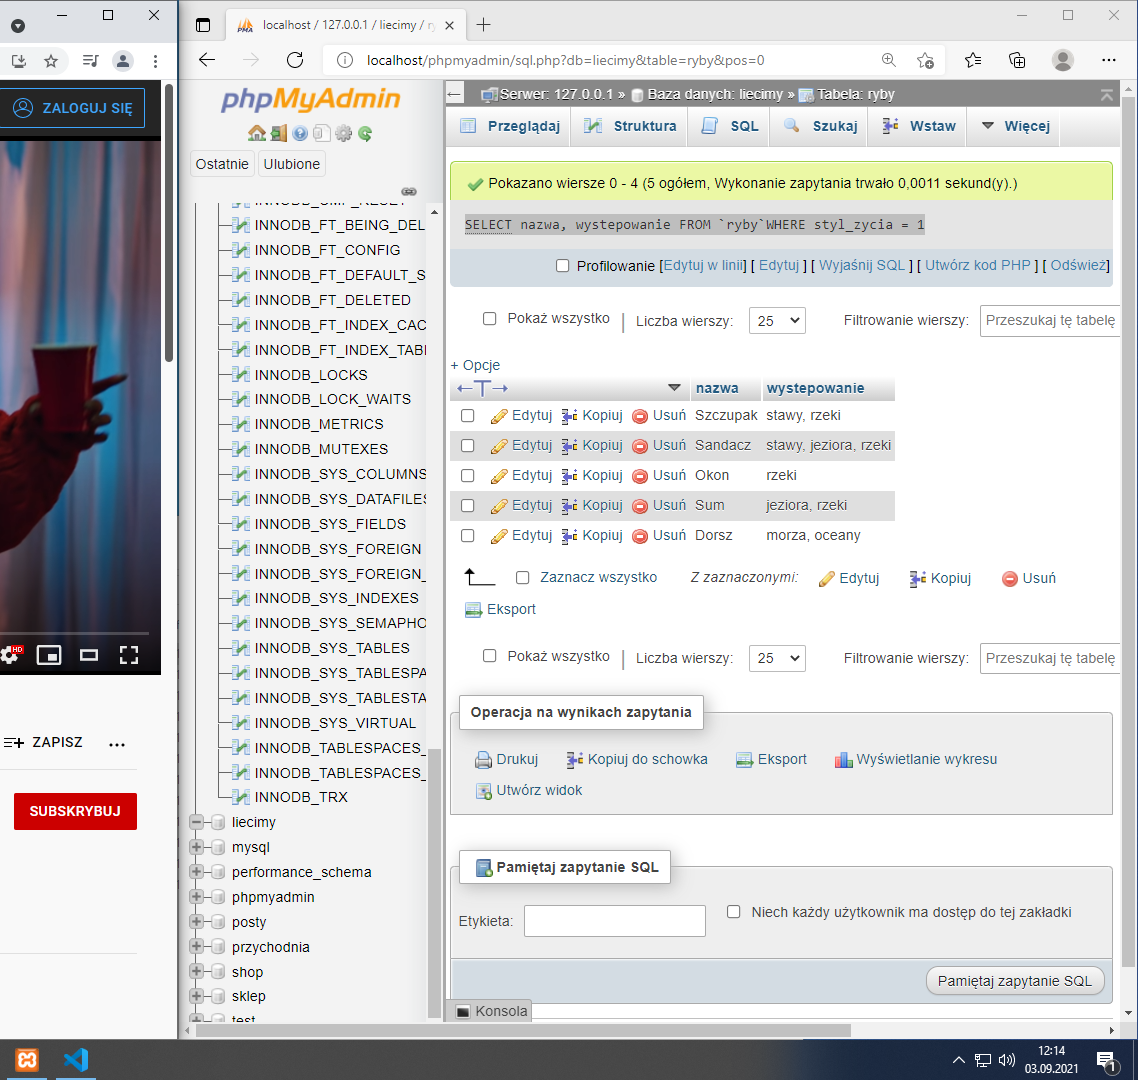 localhost / 127.0.0.1 / liecimy / ry
localhost/phpmyadmin/sql.php?db=liecimy&table=ryby&pos=0
ZALOGUJ SIĘ
HD
ZAPISZ
SUBSKRYBUJ
phpMyAdmin
Ostatnie
Ulubione
INNODB_CMP_RESET
INNODB_FT_BEING_DEL
INNODB_FT_CONFIG
INNODB_FT_DEFAULT_S
INNODB_FT_DELETED
INNODB_FT_INDEX_CAC
INNODB_FT_INDEX_TABI
INNODB_LOCKS
INNODB_LOCK_WAITS
INNODB_METRICS
INNODB_MUTEXES
INNODB_SYS_COLUMNS
INNODB_SYS_DATAFILES
INNODB_SYS_FIELDS
INNODB_SYS_FOREIGN
INNODB_SYS_FOREIGN_
INNODB_SYS_INDEXES
INNODB_SYS_SEMAPHO
INNODB_SYS_TABLES
INNODB_SYS_TABLESPA
INNODB_SYS_TABLESTA
INNODB_SYS_VIRTUAL
INNODB_TABLESPACES_
INNODB_TABLESPACES_
INNODB_TRX
liecimy
mysql
performance_schema
phpmyadmin
posty
przychodnia
shop
sklep
test
Serwer: 127.0.0.1 » Baza danych: liecimy » Tabela: ryby
Przeglądaj Struktura SQL Szukaj Wstaw Więcej
Pokazano wiersze 0 - 4 (5 ogółem, Wykonanie zapytania trwało 0,0011 sekund(y).)
SELECT nazwa, wystepowanie FROM `ryby`WHERE styl_zycia = 1
Profilowanie [Edytuj w linii] [ Edytuj ] [ Wyjaśnij SQL ] [ Utwórz kod PHP ] [ Odśwież]
Pokaż wszystko | Liczba wierszy: 25 Filtrowanie wierszy: Przeszukaj tę tabelę
+ Opcje
←T→ nazwa wystepowanie
Edytuj Kopiuj Usuń Szczupak stawy, rzeki
Edytuj Kopiuj Usuń Sandacz stawy, jeziora, rzeki
Edytuj Kopiuj Usuń Okon rzeki
Edytuj Kopiuj Usuń Sum jeziora, rzeki
Edytuj Kopiuj Usuń Dorsz morza, oceany
Zaznacz wszystko Z zaznaczonymi: Edytuj Kopiuj Usuń
Eksport
Pokaż wszystko | Liczba wierszy: 25 Filtrowanie wierszy: Przeszukaj tę tabelę
Operacja na wynikach zapytania
Drukuj Kopiuj do schowka Eksport Wyświetlanie wykresu
Utwórz widok
Pamiętaj zapytanie SQL
Etykieta: Niech każdy użytkownik ma dostęp do tej zakładki
Pamiętaj zapytanie SQL
Konsola
12:14
03.09.2021
1